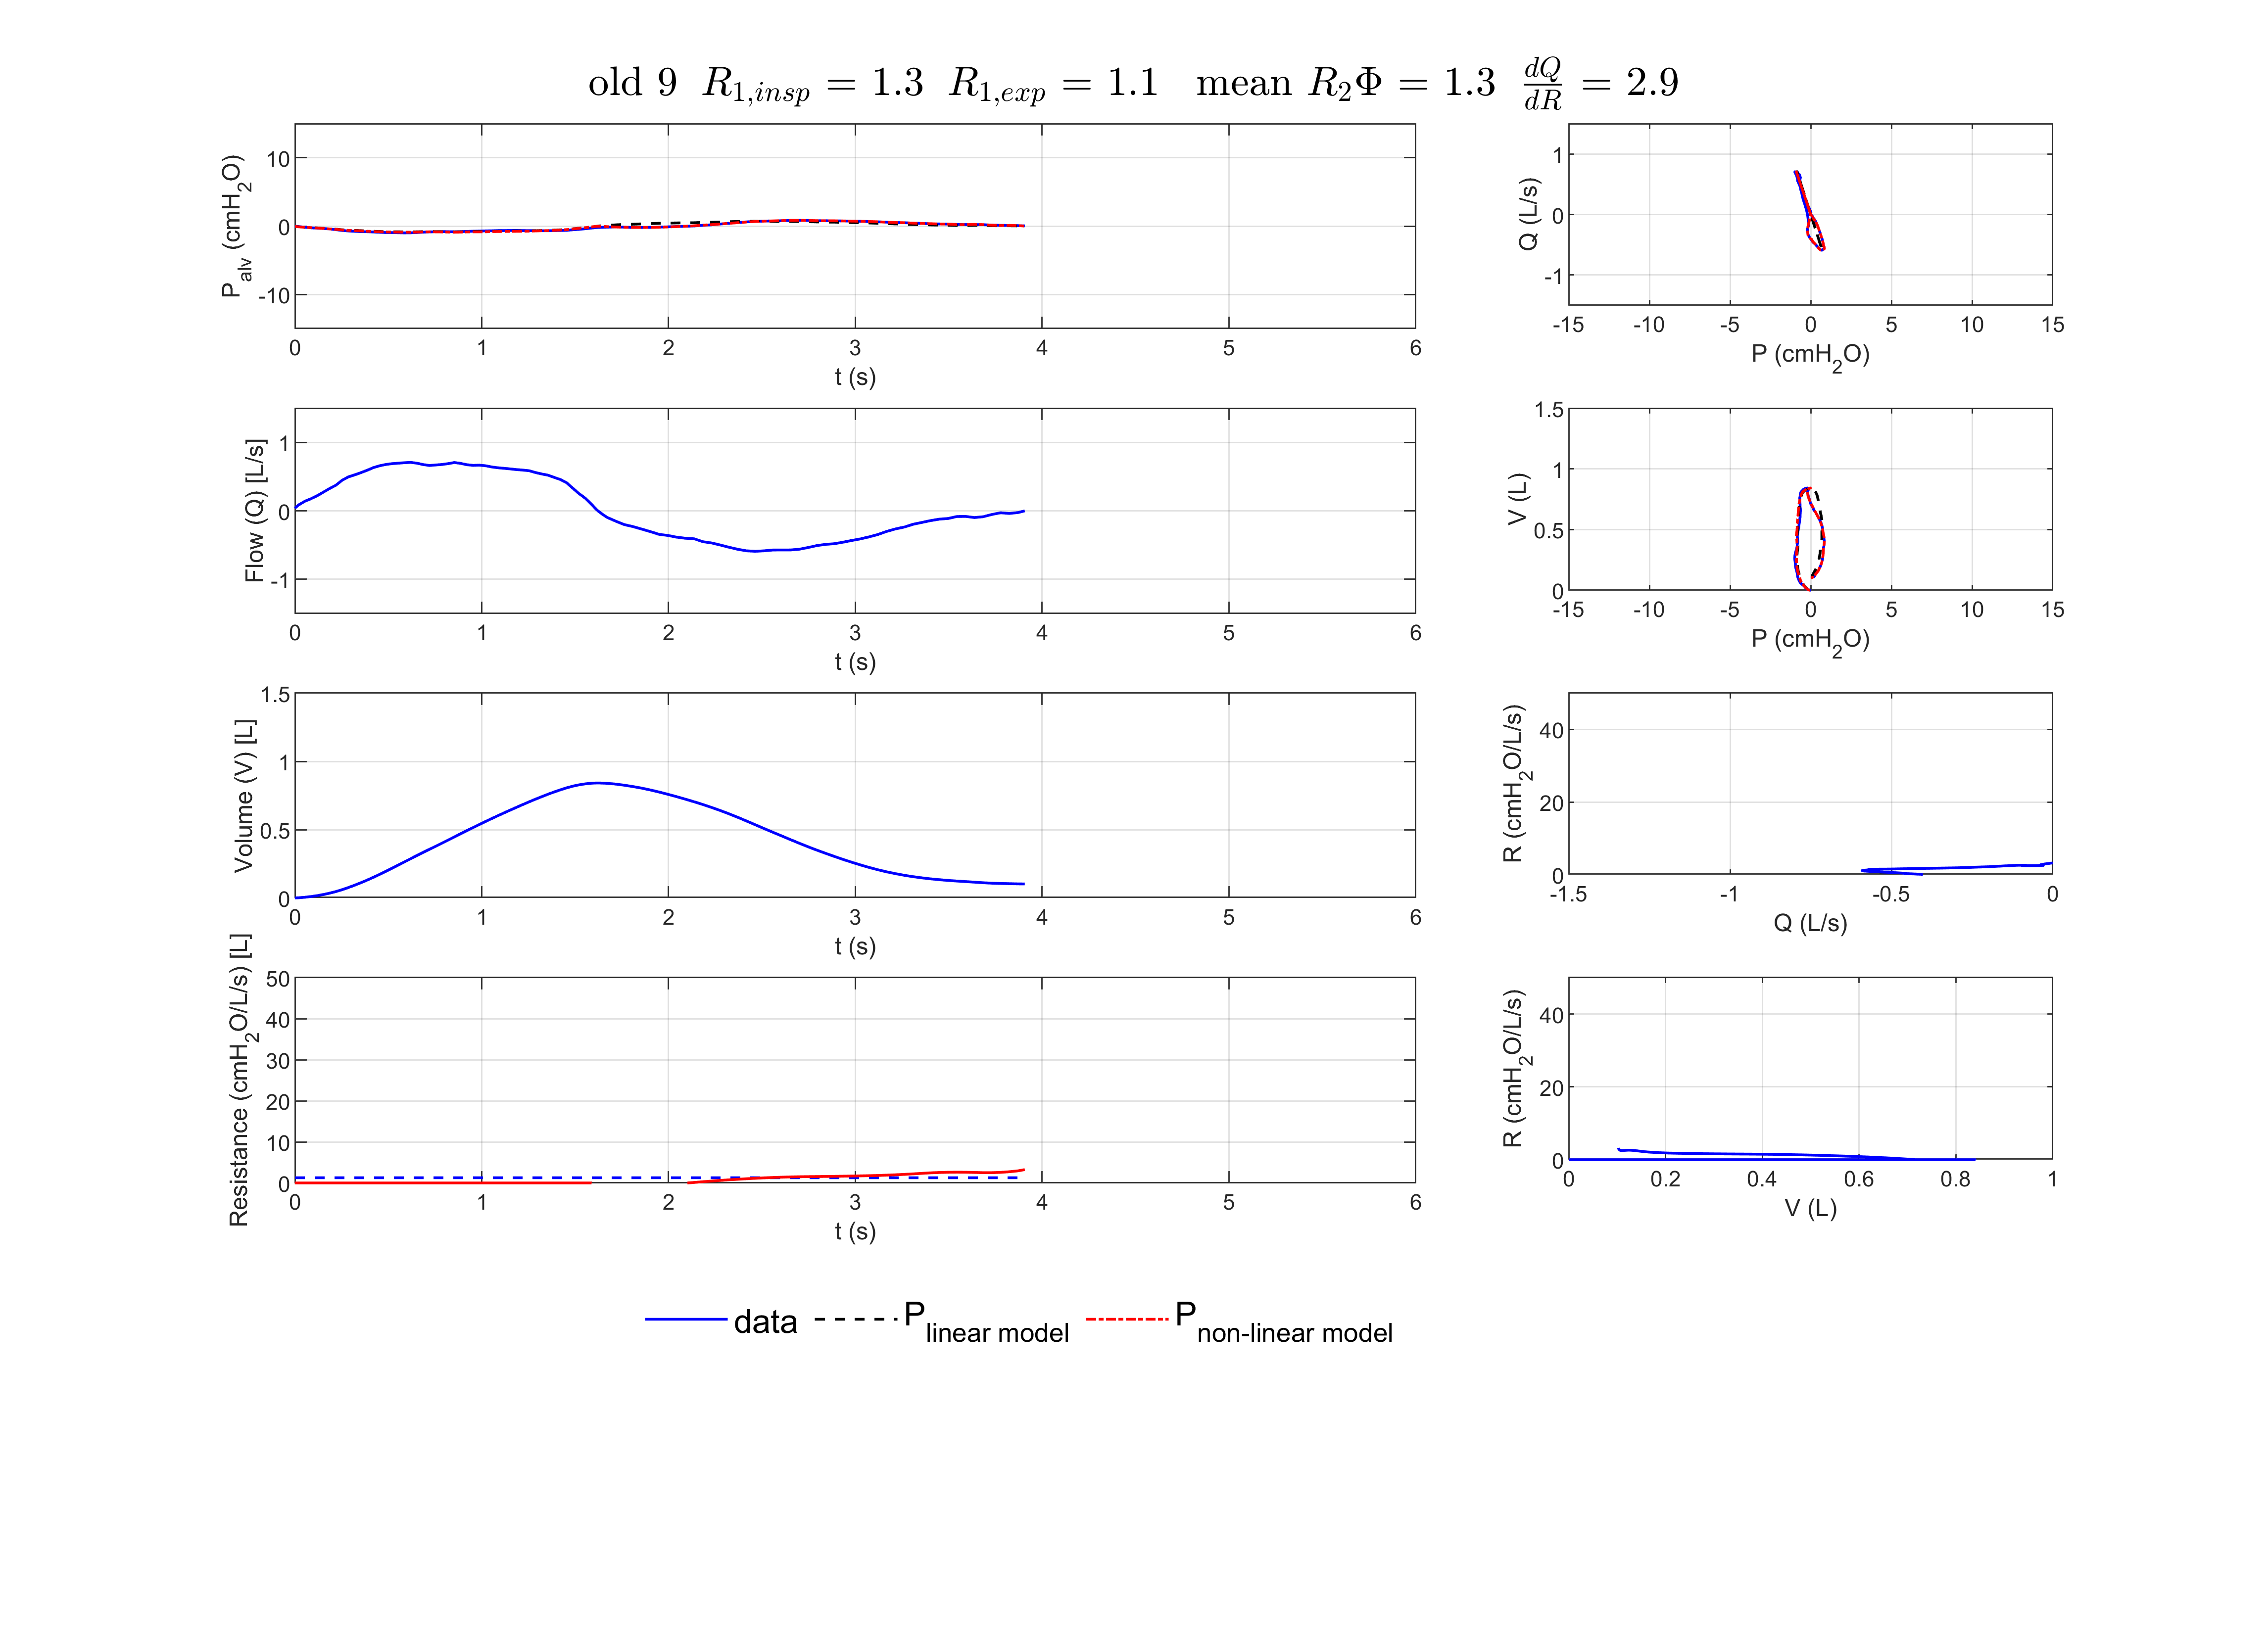 old 9 R1,insp = 1.3 R1,exp = 1.1 mean R2Φ = 1.3 dQ/dR = 2.9
Palv (cmH2O)
10
0
-10
0 1 2 3 4 5 6
t (s)
Q (L/s)
1
0
-1
-15 -10 -5 0 5 10 15
P (cmH2O)
Flow (Q) [L/s]
1
0
-1
0 1 2 3 4 5 6
t (s)
V (L)
1.5
1
0.5
0
-15 -10 -5 0 5 10 15
P (cmH2O)
Volume (V) [L]
1.5
1
0.5
0
0 1 2 3 4 5 6
t (s)
R (cmH2O/L/s)
40
20
0
-1.5 -1 -0.5 0
Q (L/s)
Resistance (cmH2O/L/s) [L]
50
40
30
20
10
0
0 1 2 3 4 5 6
t (s)
R (cmH2O/L/s)
40
20
0
0 0.2 0.4 0.6 0.8 1
V (L)
data Plinear model Pnon-linear model